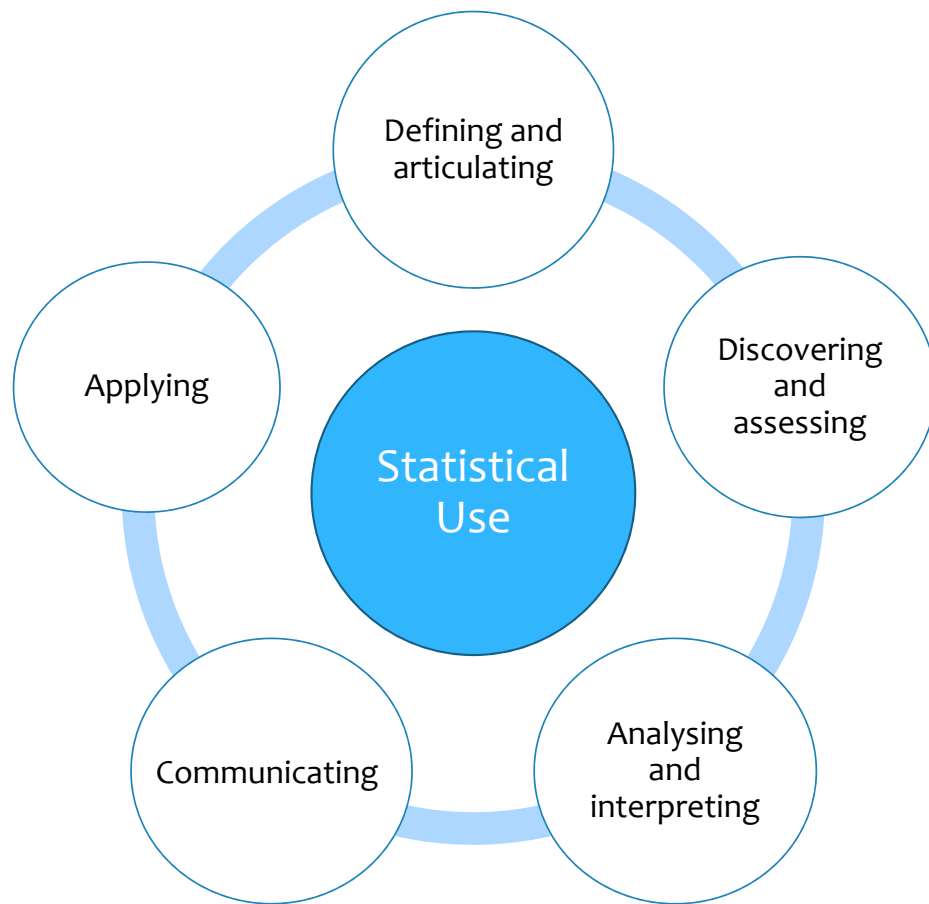 Defining and
articulating
Discovering
and
assessing
Applying
Statistical
Use
Analysing
and
interpreting
Communicating